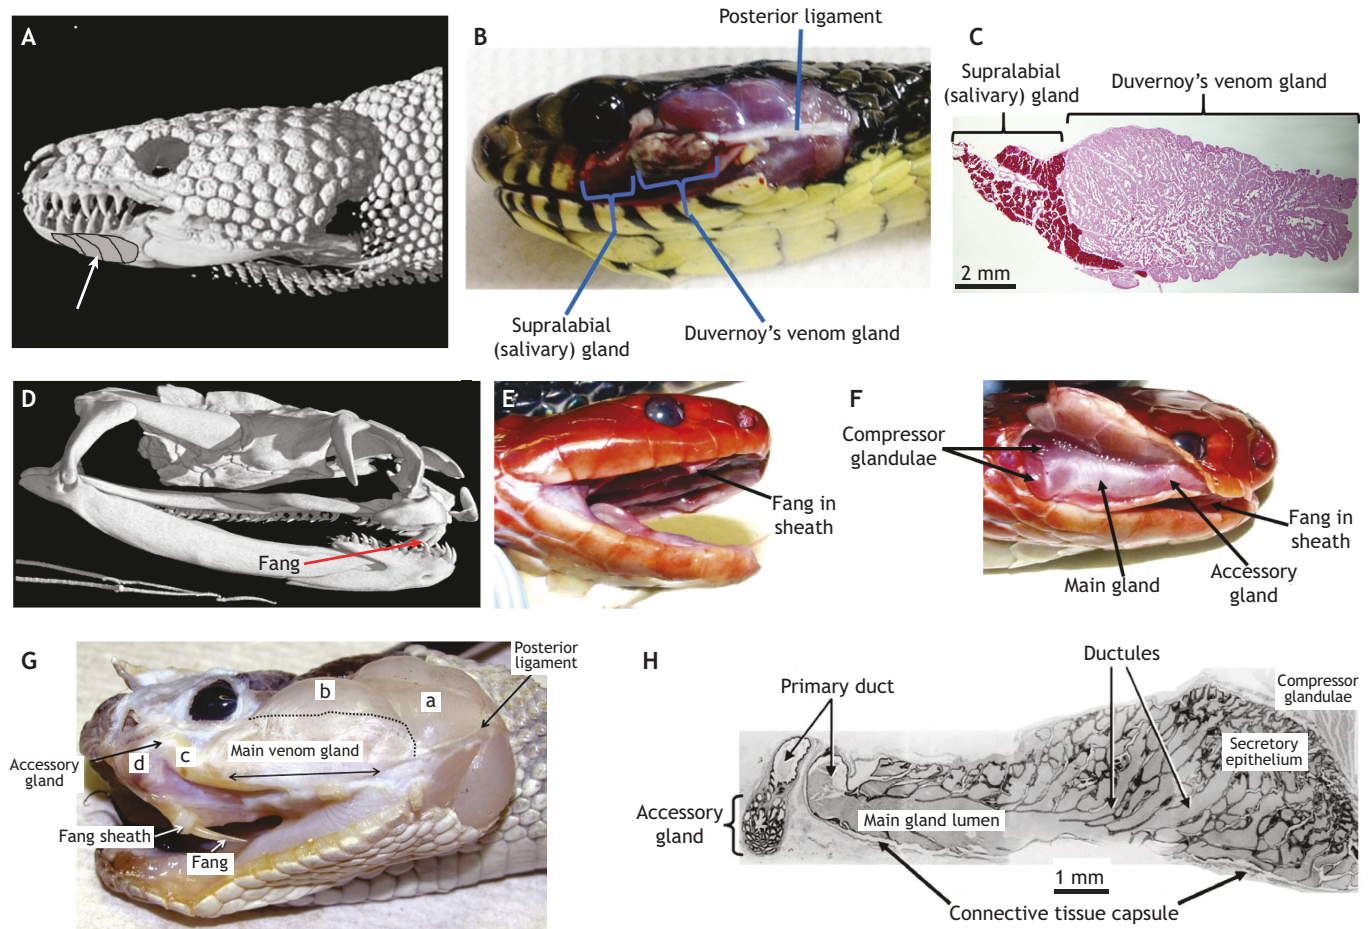 A
B
Posterior ligament
Supralabial
(salivary) gland
Duvernoy’s venom gland
C
Supralabial
(salivary) gland
Duvernoy’s venom gland
2 mm
D
Fang
E
Fang in
sheath
F
Compressor
glandulae
Main gland
Accessory
gland
Fang in
sheath
G
Posterior
ligament
b
a
Main venom gland
Accessory
gland
d
c
Fang sheath
Fang
H
Primary duct
Ductules
Compressor
glandulae
Secretory
epithelium
Accessory
gland
Main gland lumen
1 mm
Connective tissue capsule